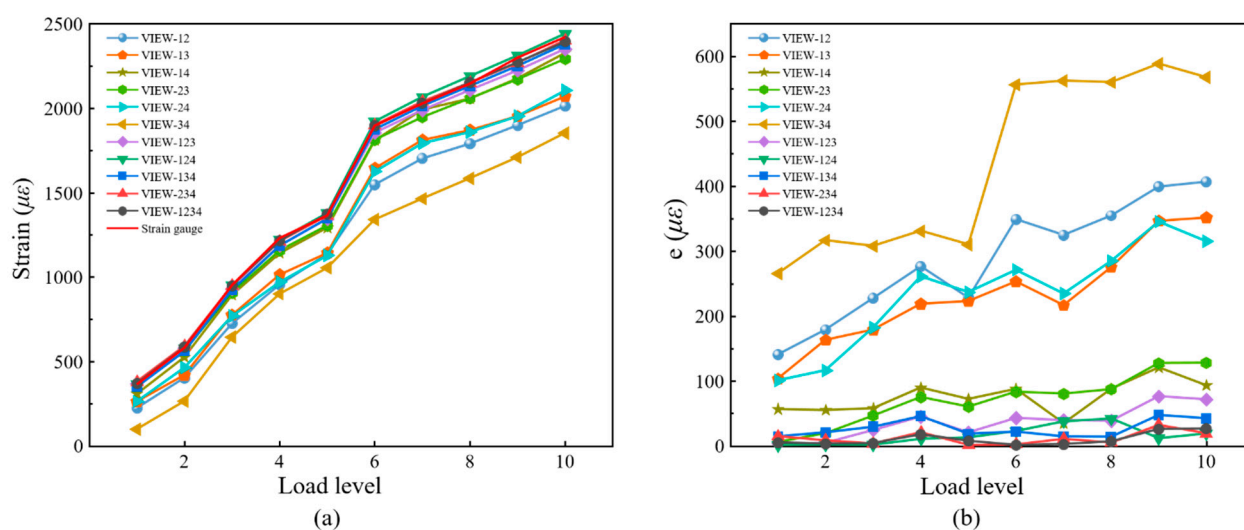 (a)
2500
2000
1500
1000
500
0
Strain (με)
VIEW-12
VIEW-13
VIEW-14
VIEW-23
VIEW-24
VIEW-34
VIEW-123
VIEW-124
VIEW-134
VIEW-234
VIEW-1234
Strain gauge
2 4 6 8 10
Load level
(b)
600
500
400
300
200
100
0
e (με)
VIEW-12
VIEW-13
VIEW-14
VIEW-23
VIEW-24
VIEW-34
VIEW-123
VIEW-124
VIEW-134
VIEW-234
VIEW-1234
2 4 6 8 10
Load level
(a)
(b)